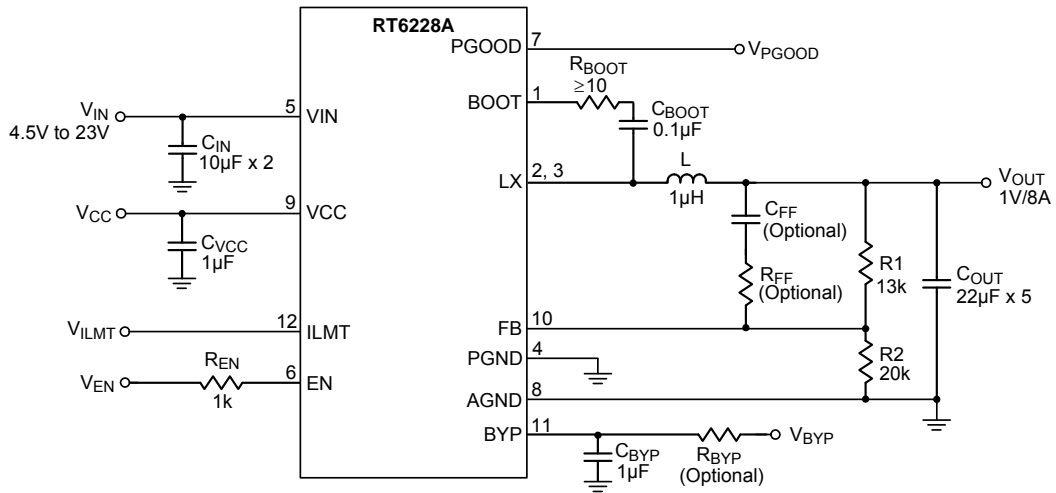 RT6228A
PGOOD
7
VPGOOD
RBOOT
≥10
BOOT
1
CBOOT
0.1µF
VIN
4.5V to 23V
5
VIN
CIN
10µF x 2
LX
2, 3
L
1µH
VOUT
1V/8A
VCC
9
VCC
CVCC
1µF
CFF
(Optional)
RFF
(Optional)
R1
13k
COUT
22µF x 5
VILMT
12
ILMT
FB
10
PGND
4
R2
20k
VEN
REN
1k
6
EN
AGND
8
BYP
11
CBYP
1µF
RBYP
(Optional)
VBYP